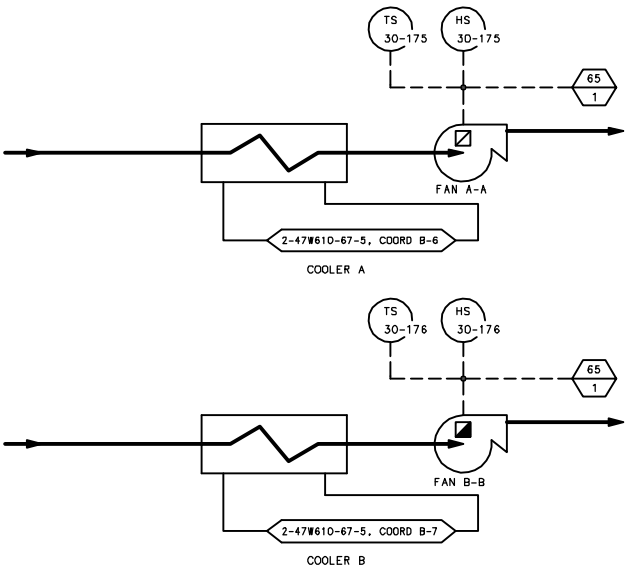 TS
30-175
HS
30-175
65
1
FAN A-A
2-47W610-67-5, COORD B-6
COOLER A
TS
30-176
HS
30-176
65
1
FAN B-B
2-47W610-67-5, COORD B-7
COOLER B